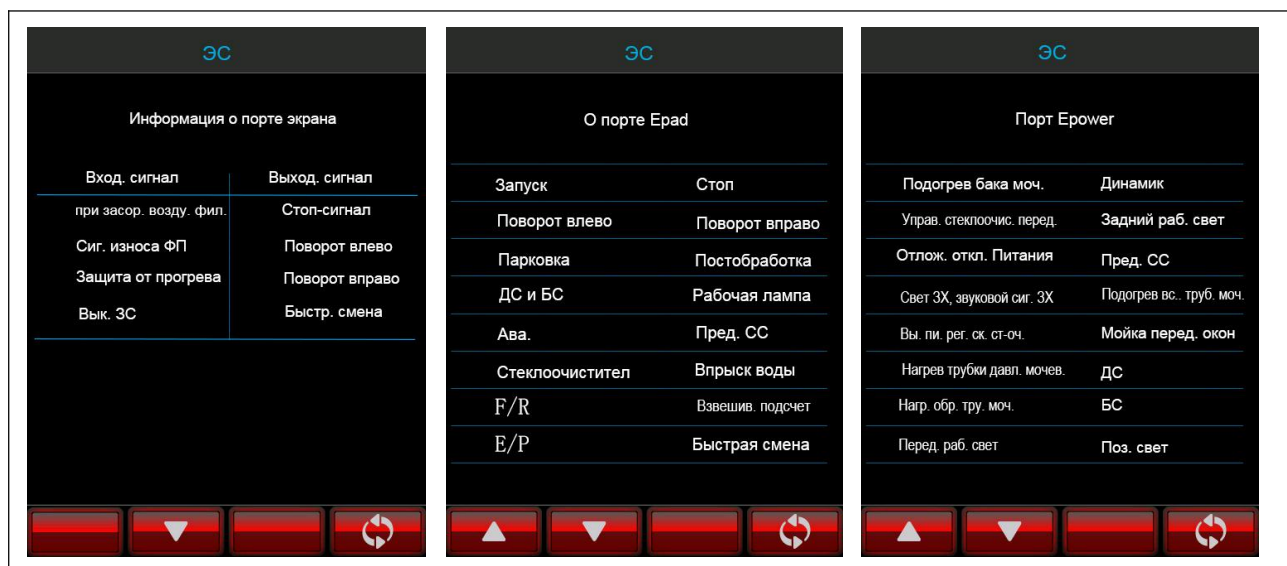 ЭС
Информация о порте экрана
Вход. сигнал Выход. сигнал
при засор. возду. фил. Стоп-сигнал
Сиг. износа ФП Поворот влево
Защита от прогрева Поворот вправо
Вык. ЗС Быстр. смена
ЭС
О порте Epad
Запуск Стоп
Поворот влево Поворот вправо
Парковка Постобработка
ДС и БС Рабочая лампа
Ава. Пред. СС
Стеклоочистител Впрыск воды
F/R Взвешив. подсчет
E/P Быстрая смена
ЭС
Порт Epower
Подогрев бака моч. Динамик
Управ. стеклоочис. перед. Задний раб. свет
Отлож. откл. Питания Пред. СС
Свет ЗХ, звуковой сиг. ЗХ Подогрев вс.. труб. моч.
Вы. пи. рег. ск. ст-оч. Мойка перед. окон
Нагрев трубки давл. мочев. ДС
Нагр. обр. тру. моч. БС
Перед. раб. свет Поз. свет